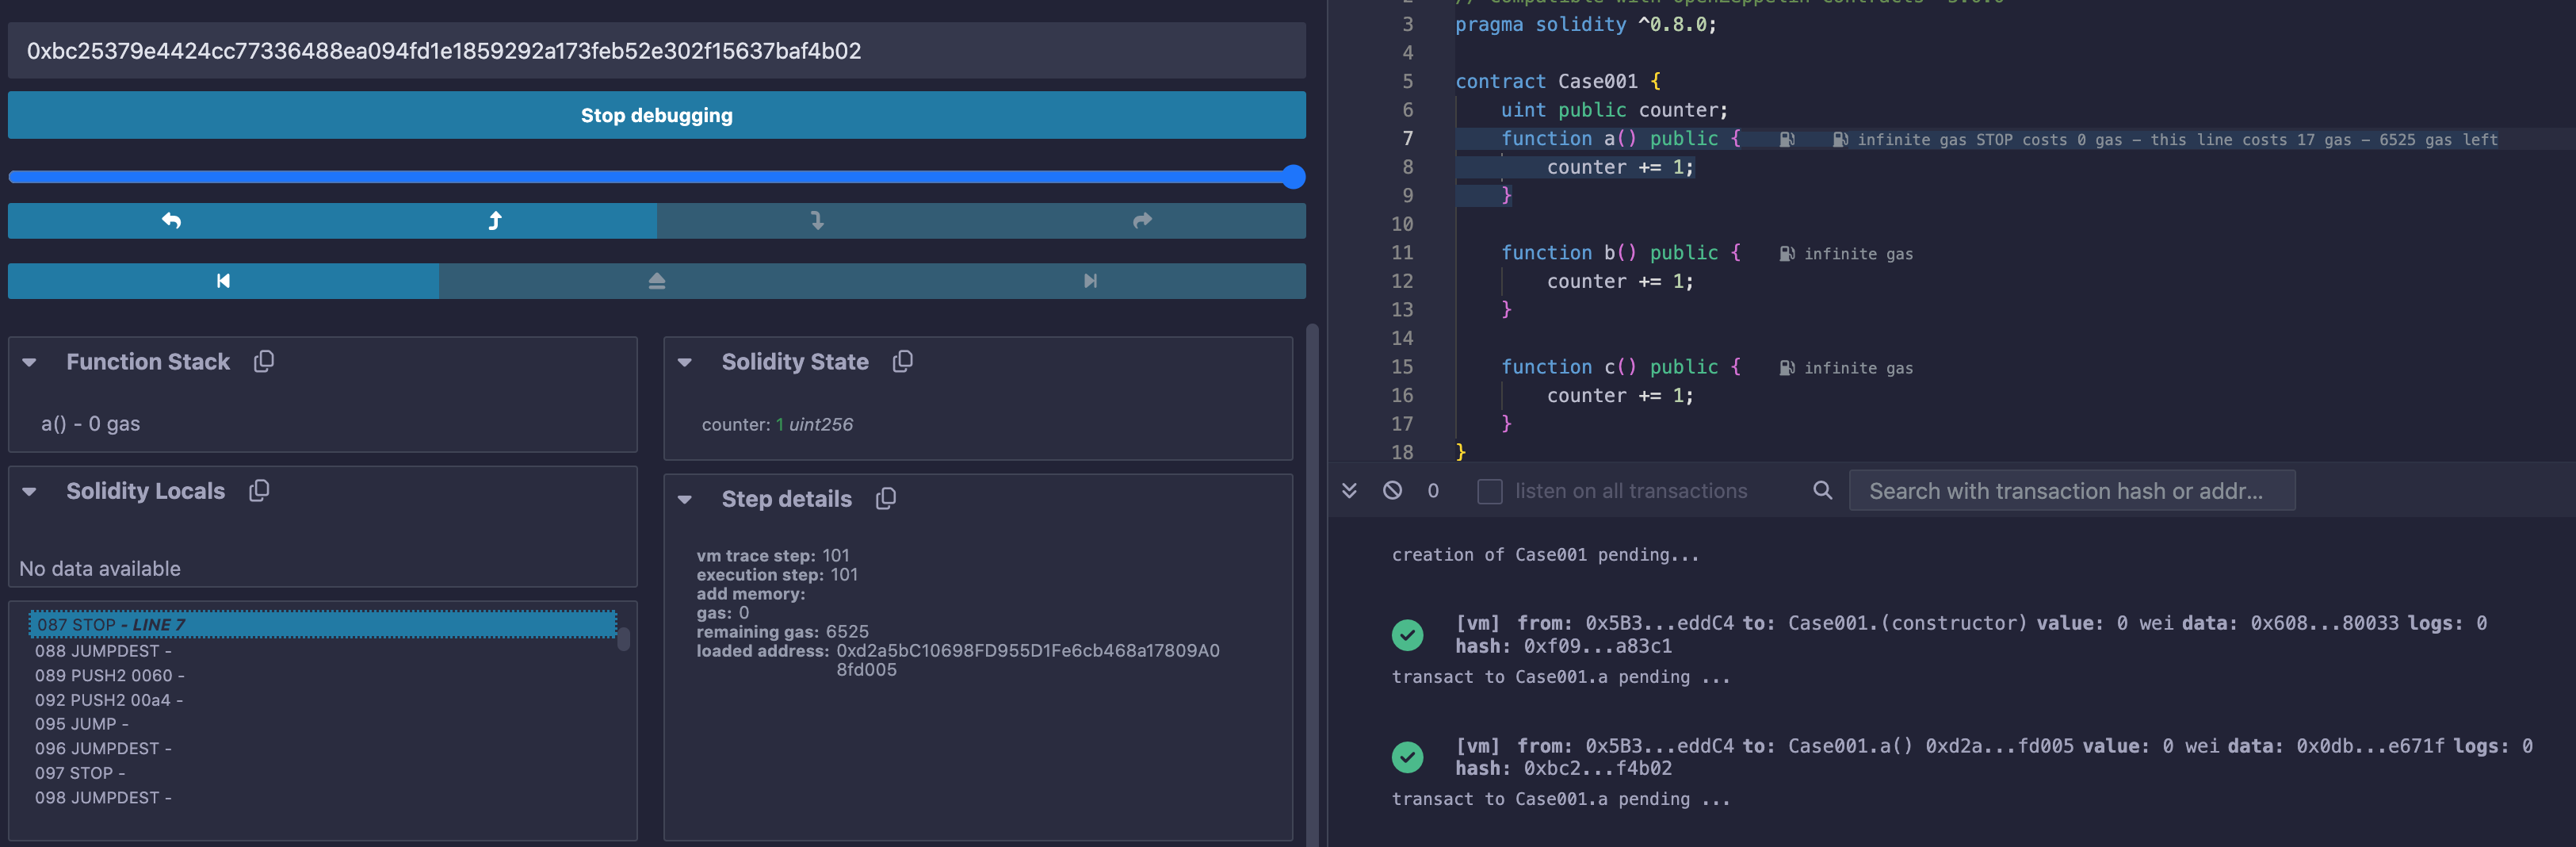 0xbc25379e4424cc77336488ea094fd1e1859292a173feb52e302f15637baf4b02
Stop debugging
Function Stack
a() - 0 gas
Solidity Locals
No data available
087 STOP - LINE 7
088 JUMPDEST -
089 PUSH2 0060 -
092 PUSH2 00a4 -
095 JUMP -
096 JUMPDEST -
097 STOP -
098 JUMPDEST -
Solidity State
counter: 1 uint256
Step details
vm trace step: 101
execution step: 101
add memory:
gas: 0
remaining gas: 6525
loaded address: 0xd2a5bC10698FD955D1Fe6cb468a17809A0
8fd005
2 // Compatible with OpenZeppelin Contracts ^5.0.0
3 pragma solidity ^0.8.0;
4
5 contract Case001 {
6 uint public counter;
7 function a() public { infinite gas STOP costs 0 gas - this line costs 17 gas - 6525 gas left
8 counter += 1;
9 }
10
11 function b() public { infinite gas
12 counter += 1;
13 }
14
15 function c() public { infinite gas
16 counter += 1;
17 }
18 }
0 listen on all transactions Search with transaction hash or addr...
creation of Case001 pending...
[vm] from: 0x5B3...eddC4 to: Case001.(constructor) value: 0 wei data: 0x608...80033 logs: 0
hash: 0xf09...a83c1
transact to Case001.a pending ...
[vm] from: 0x5B3...eddC4 to: Case001.a() 0xd2a...fd005 value: 0 wei data: 0x0db...e671f logs: 0
hash: 0xbc2...f4b02
transact to Case001.a pending ...